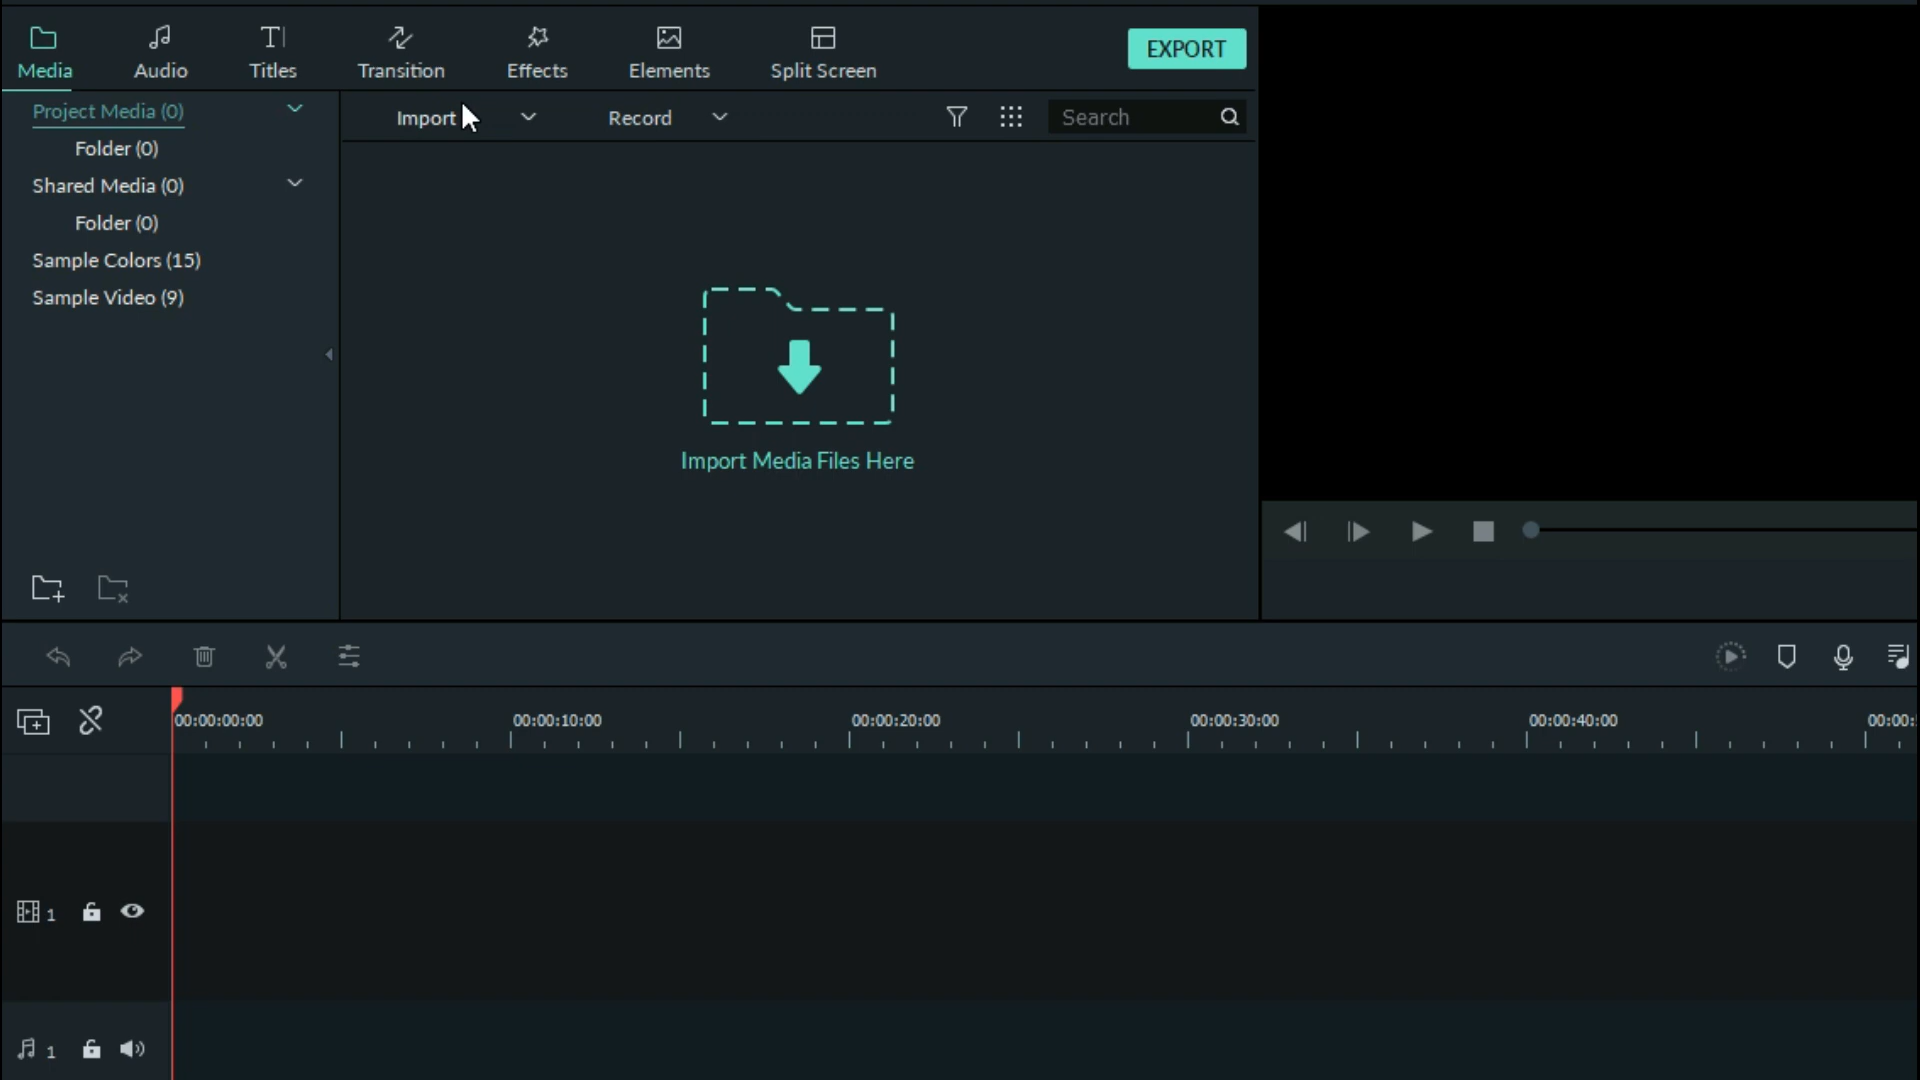 Media
Audio
Titles
Transition
Effects
Elements
Split Screen
EXPORT
Project Media (0)
Folder (0)
Shared Media (0)
Folder (0)
Sample Colors (15)
Sample Video (9)
Import
Record
Search
Import Media Files Here
00:00:00:00
00:00:10:00
00:00:20:00
00:00:30:00
00:00:40:00
00:00:
1
1